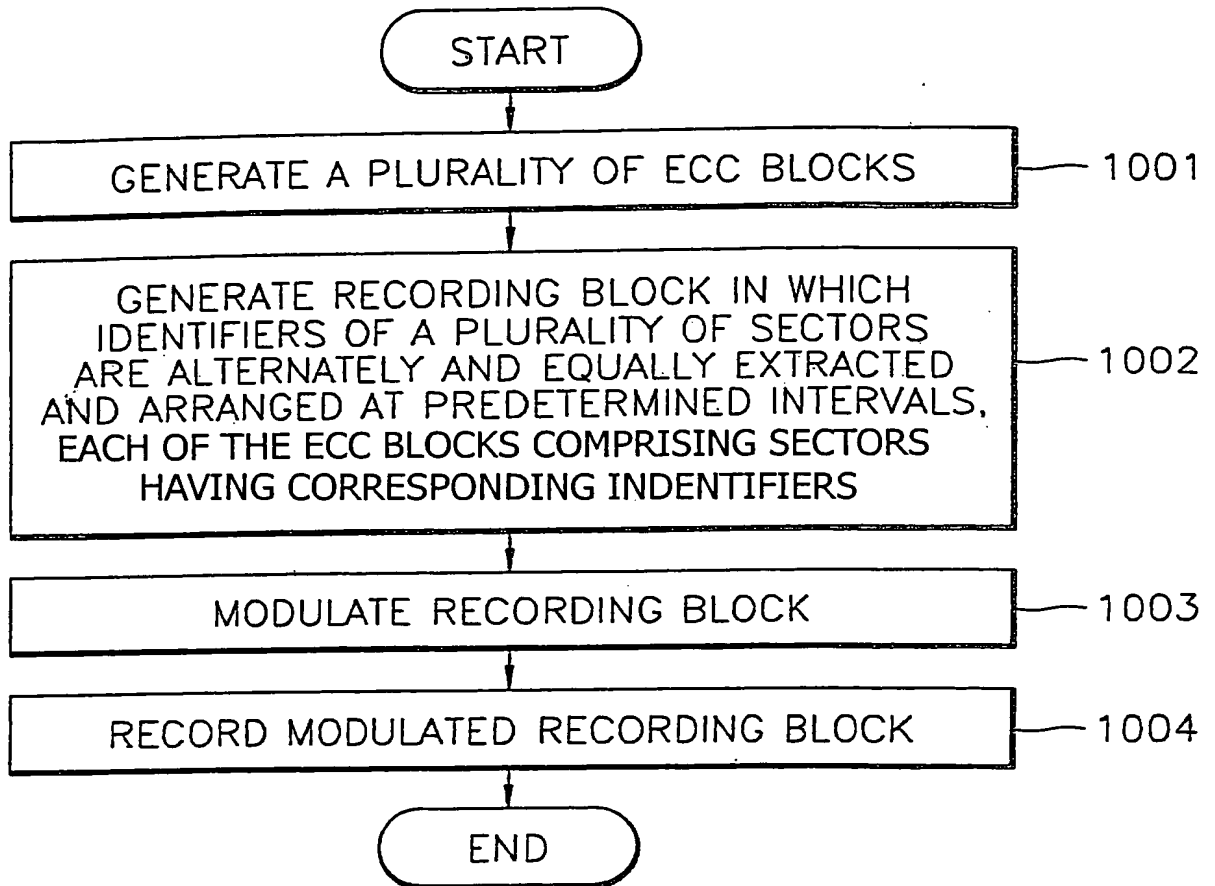 START
GENERATE A PLURALITY OF ECC BLOCKS
1001
GENERATE RECORDING BLOCK IN WHICH
IDENTIFIERS OF A PLURALITY OF SECTORS
ARE ALTERNATELY AND EQUALLY EXTRACTED
AND ARRANGED AT PREDETERMINED INTERVALS,
EACH OF THE ECC BLOCKS COMPRISING SECTORS
HAVING CORRESPONDING INDENTIFIERS
1002
MODULATE RECORDING BLOCK
1003
RECORD MODULATED RECORDING BLOCK
1004
END